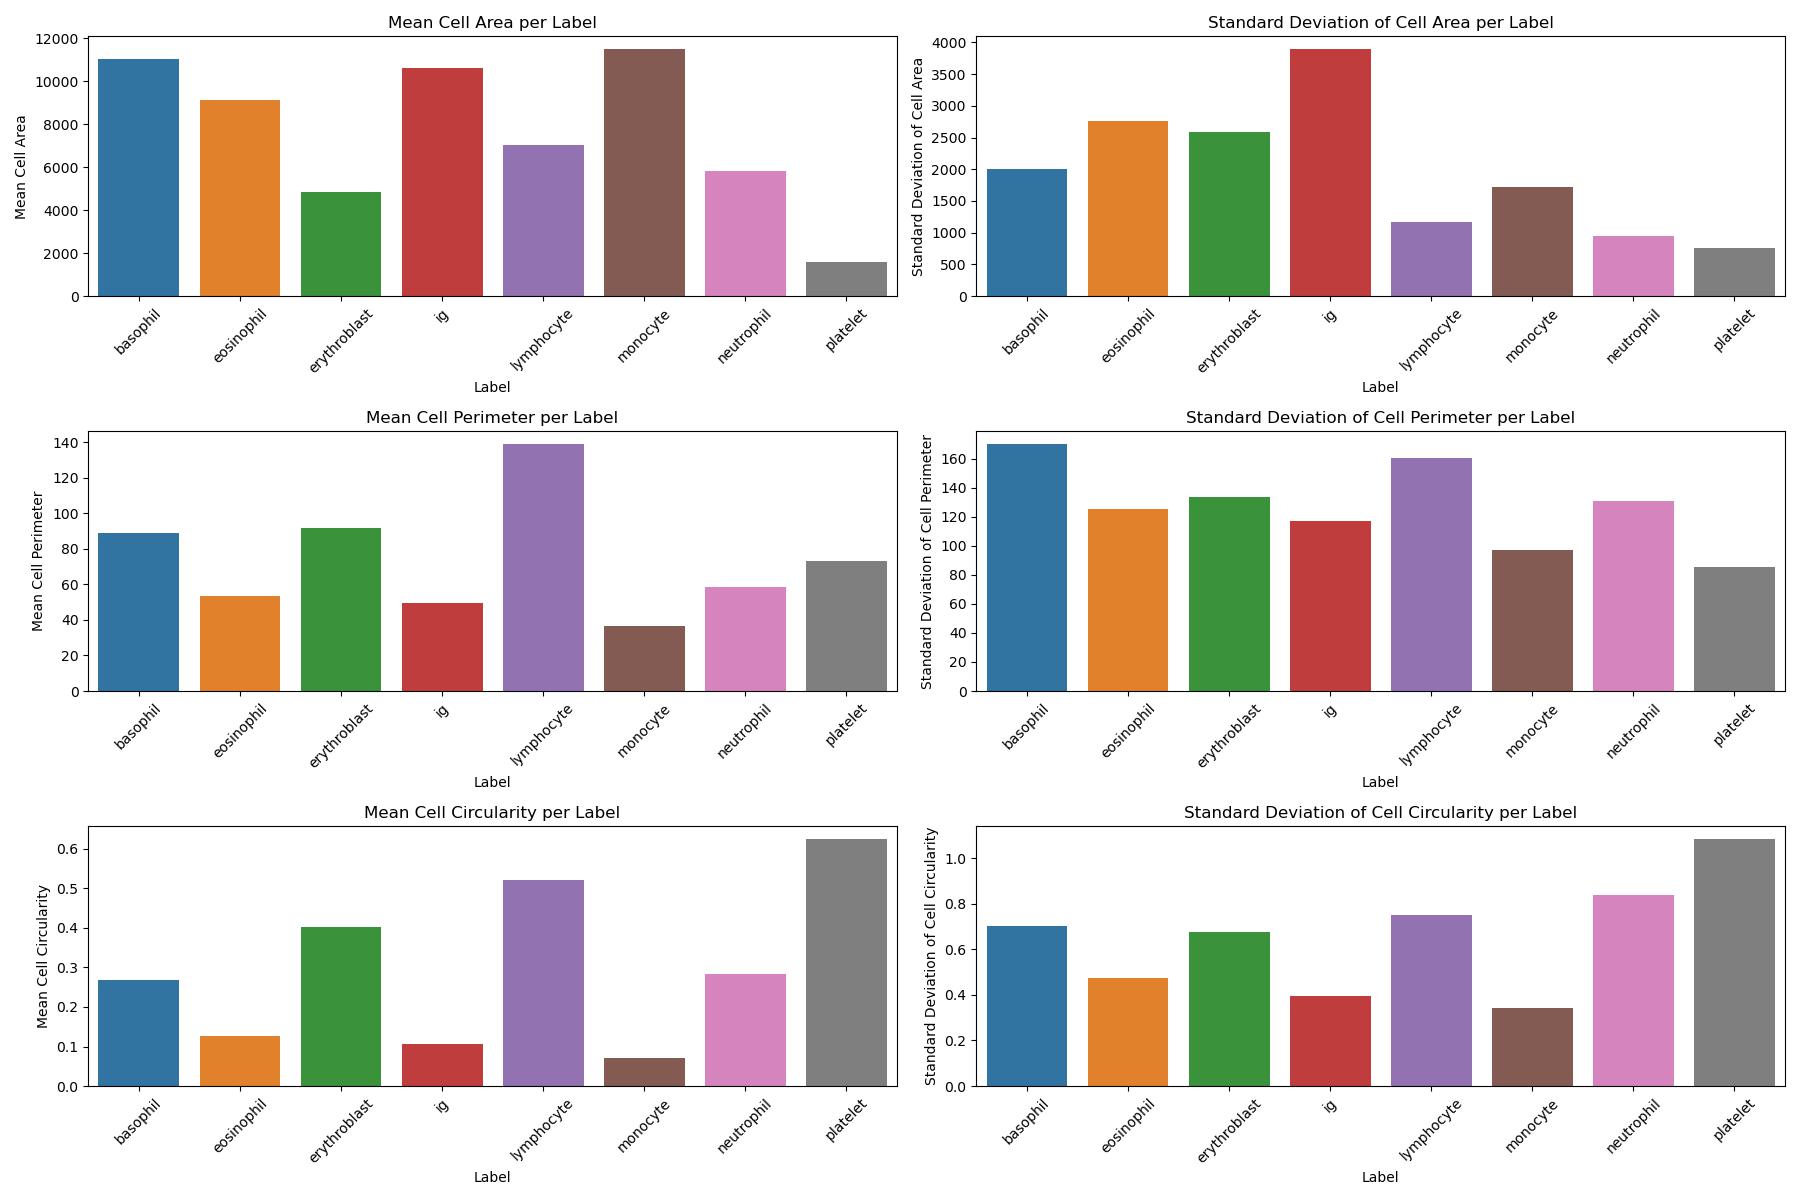 Mean Cell Area per Label
Mean Cell Area
12000
10000
8000
6000
4000
2000
0
basophil
eosinophil
erythroblast
ig
lymphocyte
monocyte
neutrophil
platelet
Label
Standard Deviation of Cell Area per Label
Standard Deviation of Cell Area
4000
3500
3000
2500
2000
1500
1000
500
0
basophil
eosinophil
erythroblast
ig
lymphocyte
monocyte
neutrophil
platelet
Label
Mean Cell Perimeter per Label
Mean Cell Perimeter
140
120
100
80
60
40
20
0
basophil
eosinophil
erythroblast
ig
lymphocyte
monocyte
neutrophil
platelet
Label
Standard Deviation of Cell Perimeter per Label
Standard Deviation of Cell Perimeter
160
140
120
100
80
60
40
20
0
basophil
eosinophil
erythroblast
ig
lymphocyte
monocyte
neutrophil
platelet
Label
Mean Cell Circularity per Label
Mean Cell Circularity
0.6
0.5
0.4
0.3
0.2
0.1
0.0
basophil
eosinophil
erythroblast
ig
lymphocyte
monocyte
neutrophil
platelet
Label
Standard Deviation of Cell Circularity per Label
Standard Deviation of Cell Circularity
1.0
0.8
0.6
0.4
0.2
0.0
basophil
eosinophil
erythroblast
ig
lymphocyte
monocyte
neutrophil
platelet
Label